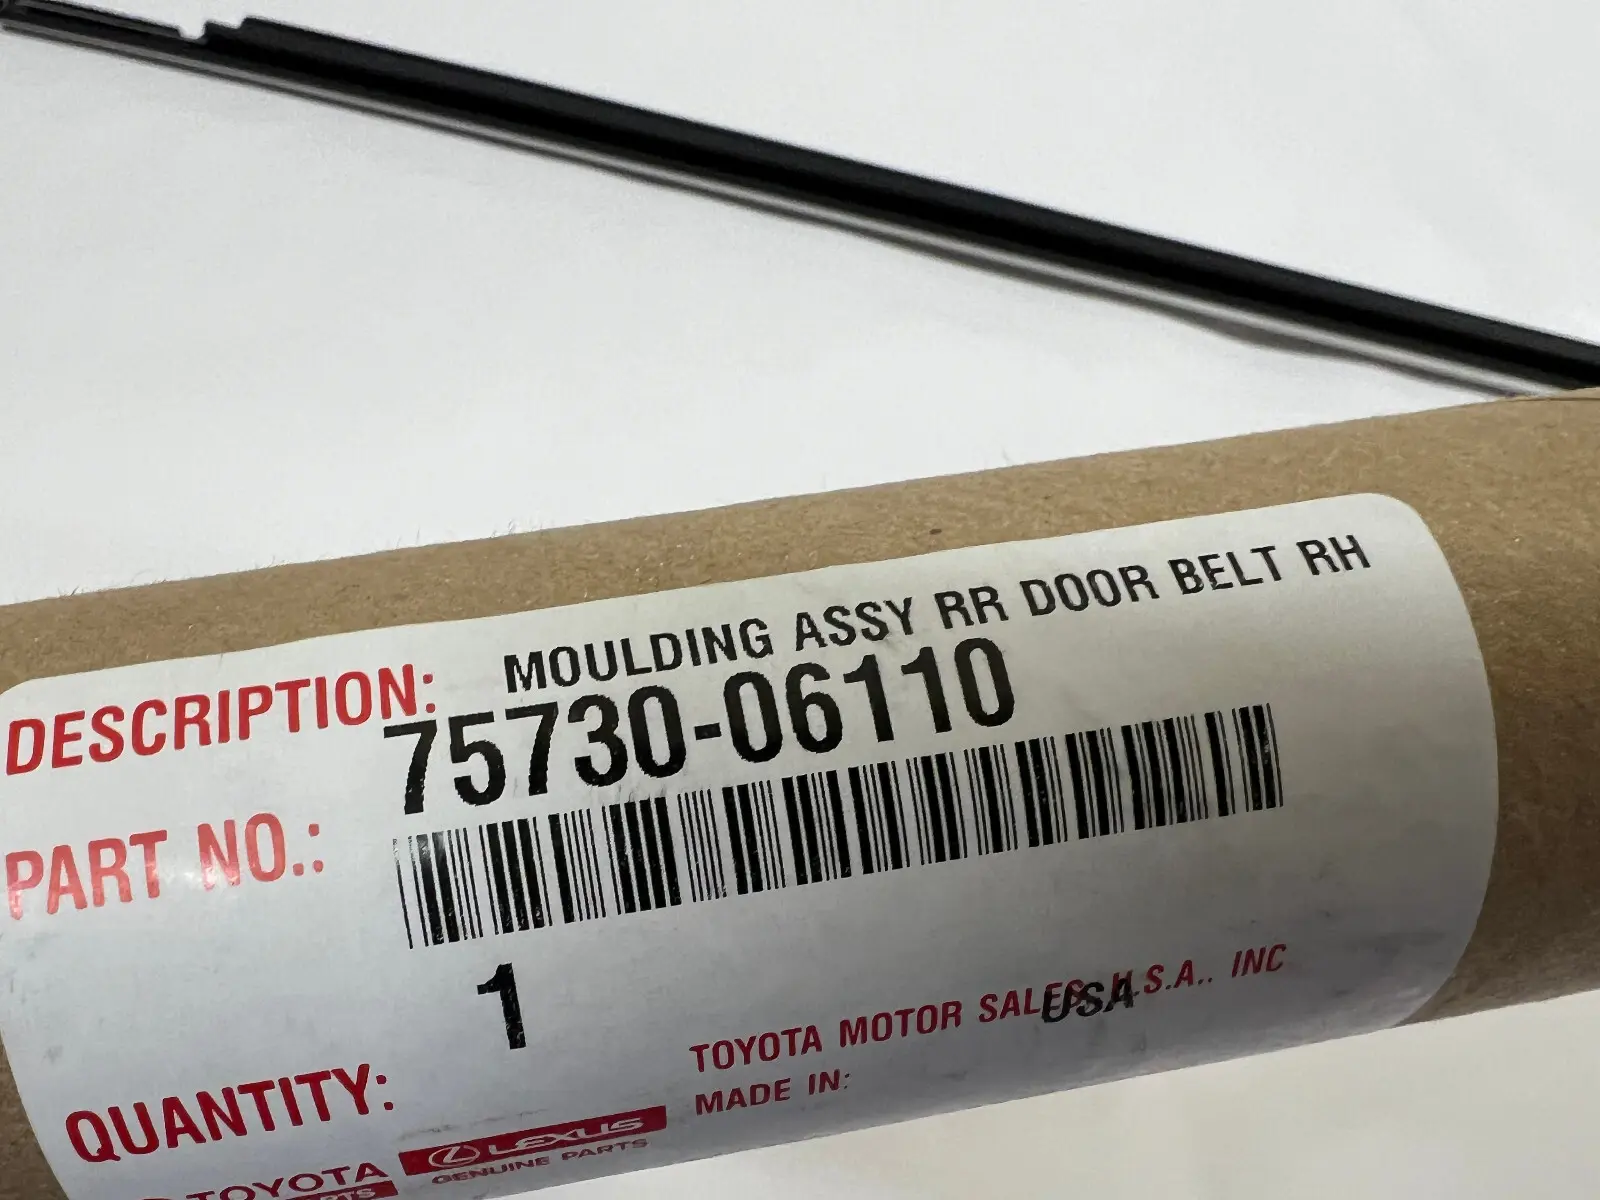 DESCRIPTION: MOULDING ASSY RR DOOR BELT RH
PART NO.: 75730-06110
QUANTITY: 1
TOYOTA MOTOR SALES, U.S.A., INC
MADE IN: USA
TOYOTA
PARTS
LEXUS
GENUINE PARTS